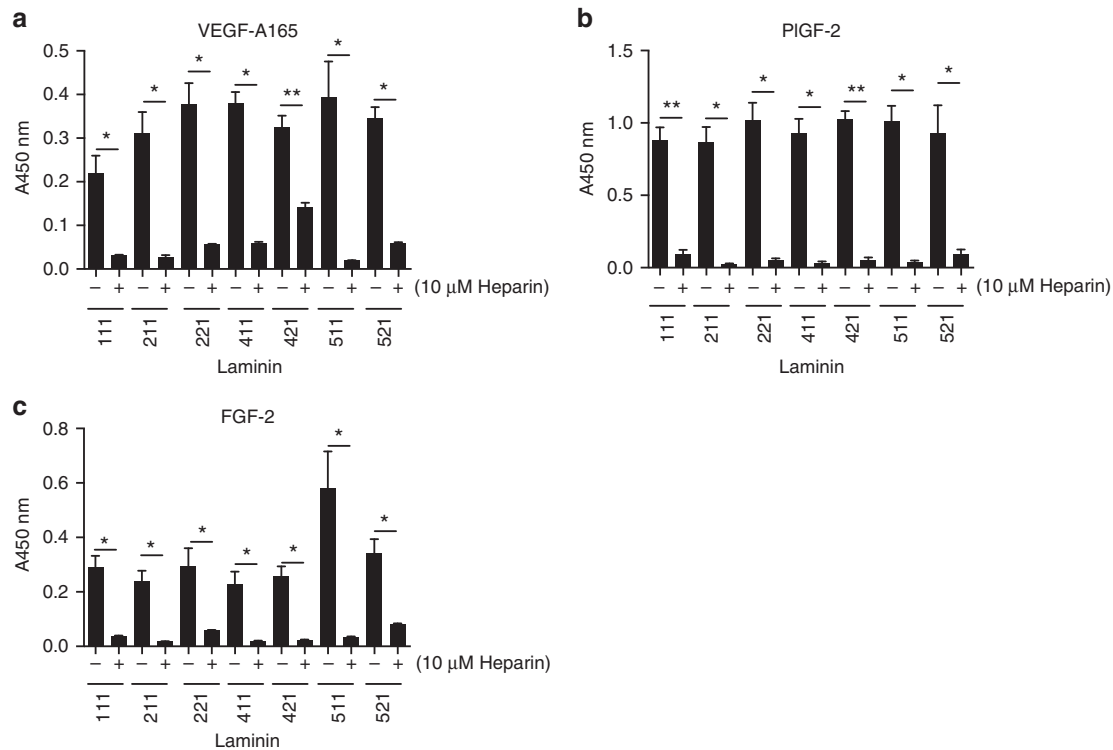 a
VEGF-A165
0.5
0.4
0.3
0.2
0.1
0.0
A450 nm
* * * * ** * *
– + – + – + – + – + – + – + (10 μM Heparin)
111 211 221 411 421 511 521
Laminin
b
PlGF-2
1.5
1.0
0.5
0.0
A450 nm
** * * * ** * *
– + – + – + – + – + – + – + (10 μM Heparin)
111 211 221 411 421 511 521
Laminin
c
FGF-2
0.8
0.6
0.4
0.2
0.0
A450 nm
* * * * * * *
– + – + – + – + – + – + – + (10 μM Heparin)
111 211 221 411 421 511 521
Laminin